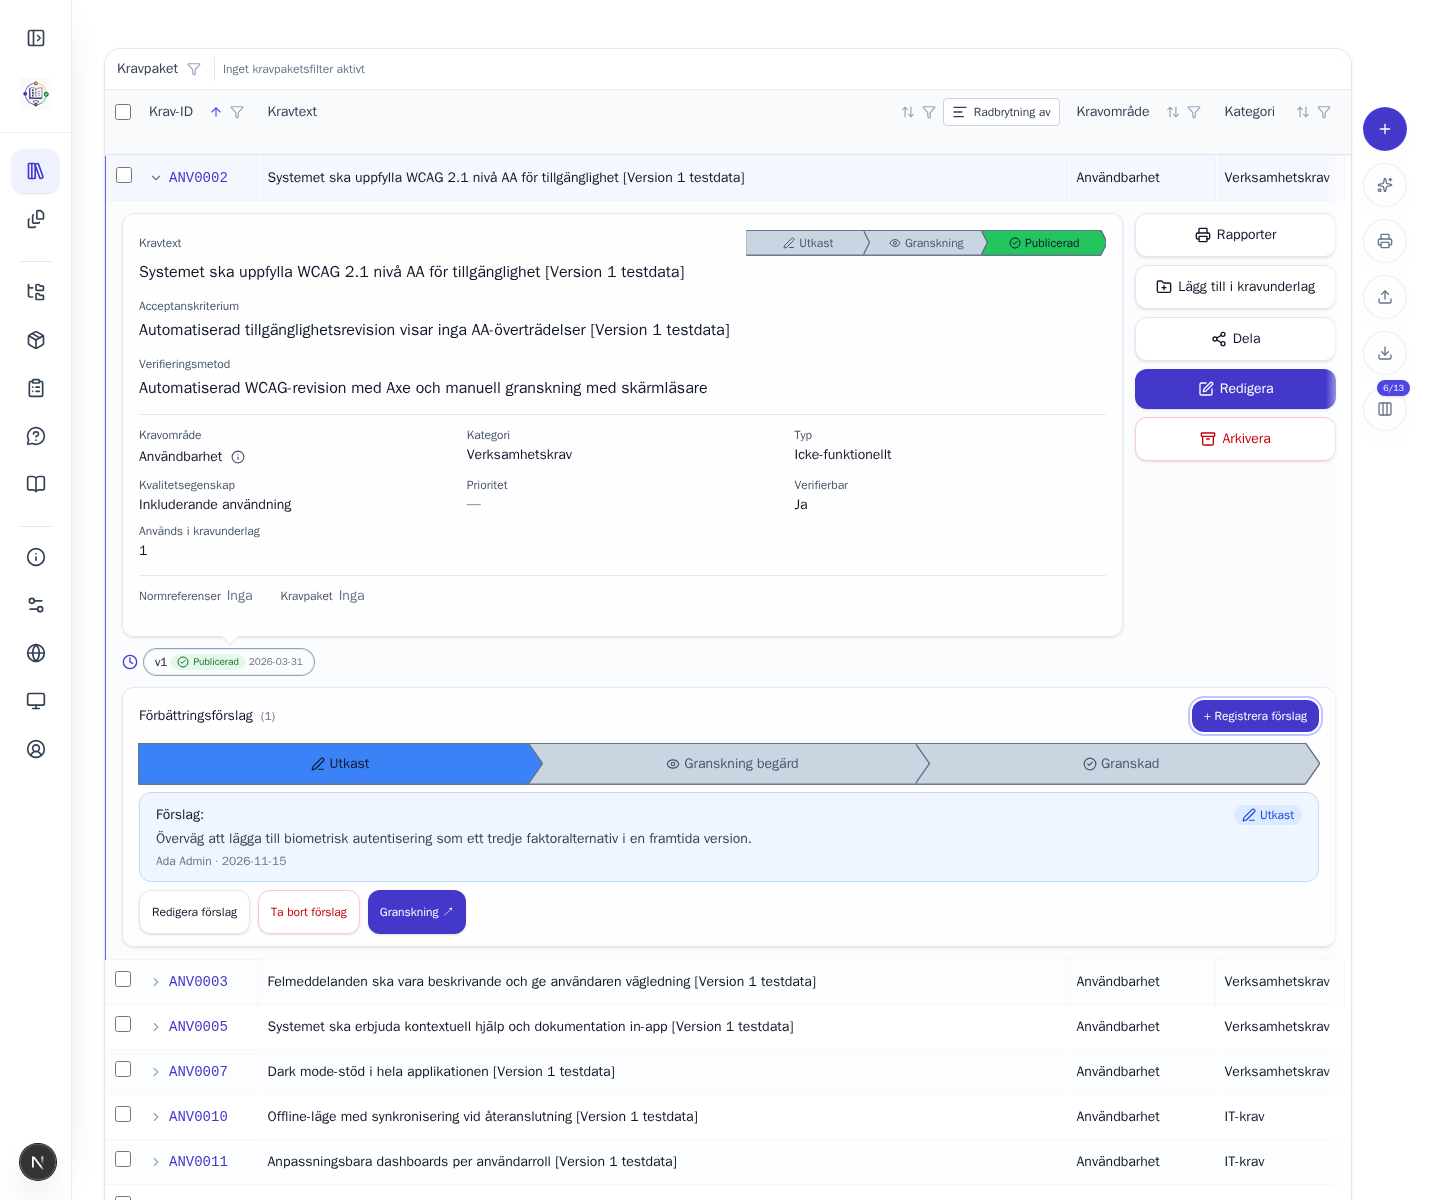 Kravpaket Inget kravpaketsfilter aktivt
Krav-ID Kravtext Radbrytning av Kravområde Kategori
ANV0002 Systemet ska uppfylla WCAG 2.1 nivå AA för tillgänglighet [Version 1 testdata] Användbarhet Verksamhetskrav
Kravtext Utkast Granskning Publicerad
Systemet ska uppfylla WCAG 2.1 nivå AA för tillgänglighet [Version 1 testdata]
Acceptanskriterium
Automatiserad tillgänglighetsrevision visar inga AA-överträdelser [Version 1 testdata]
Verifieringsmetod
Automatiserad WCAG-revision med Axe och manuell granskning med skärmläsare
Kravområde Kategori Typ
Användbarhet Verksamhetskrav Icke-funktionellt
Kvalitetsegenskap Prioritet Verifierbar
Inkluderande användning — Ja
Används i kravunderlag
1
Normreferenser Inga Kravpaket Inga
Rapporter
Lägg till i kravunderlag
Dela
Redigera
Arkivera
6/13
v1 Publicerad 2026-03-31
Förbättringsförslag (1) + Registrera förslag
Utkast Granskning begärd Granskad
Förslag: Utkast
Överväg att lägga till biometrisk autentisering som ett tredje faktoralternativ i en framtida version.
Ada Admin · 2026-11-15
Redigera förslag Ta bort förslag Granskning ↗
ANV0003 Felmeddelanden ska vara beskrivande och ge användaren vägledning [Version 1 testdata] Användbarhet Verksamhetskrav
ANV0005 Systemet ska erbjuda kontextuell hjälp och dokumentation in-app [Version 1 testdata] Användbarhet Verksamhetskrav
ANV0007 Dark mode-stöd i hela applikationen [Version 1 testdata] Användbarhet Verksamhetskrav
ANV0010 Offline-läge med synkronisering vid återanslutning [Version 1 testdata] Användbarhet IT-krav
ANV0011 Anpassningsbara dashboards per användarroll [Version 1 testdata] Användbarhet IT-krav
N